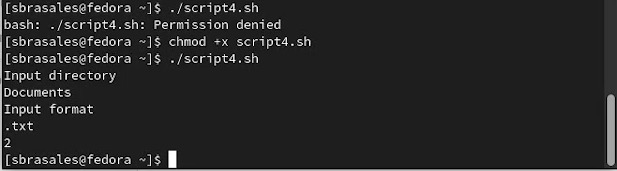 [sbrasales@fedora ~]$ ./script4.sh
bash: ./script4.sh: Permission denied
[sbrasales@fedora ~]$ chmod +x script4.sh
[sbrasales@fedora ~]$ ./script4.sh
Input directory
Documents
Input format
.txt
2
[sbrasales@fedora ~]$